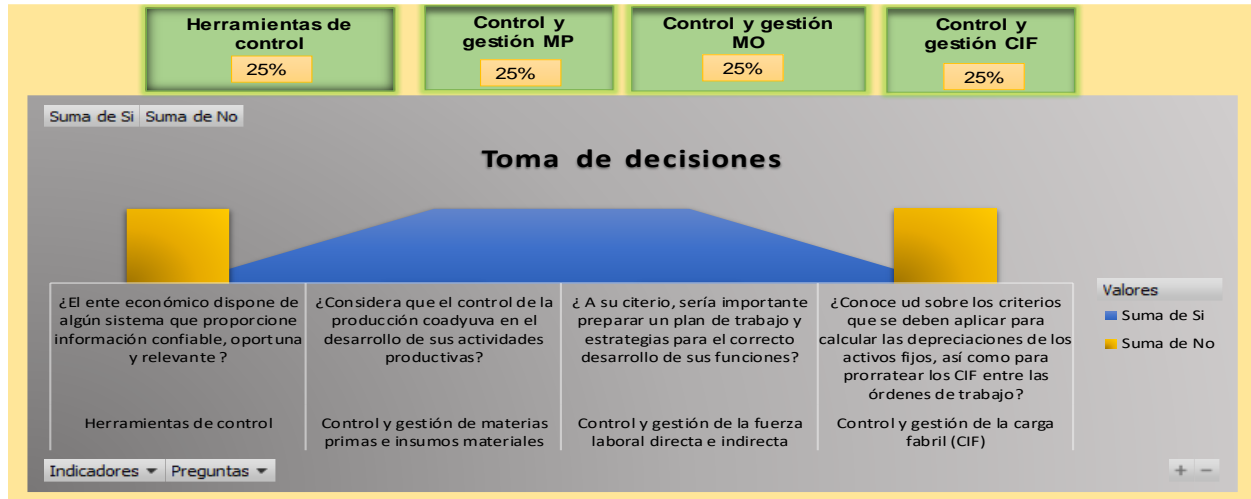 Herramientas de
control
25%
Control y
gestión MP
25%
Control y gestión
MO
25%
Control y
gestión CIF
25%
Suma de Si Suma de No
Toma de decisiones
¿El ente económico dispone de
algún sistema que proporcione
información confiable, oportuna
y relevante ?
¿Considera que el control de la
producción coadyuva en el
desarrollo de sus actividades
productivas?
¿ A su citerio, sería importante
preparar un plan de trabajo y
estrategias para el correcto
desarrollo de sus funciones?
¿Conoce ud sobre los criterios
que se deben aplicar para
calcular las depreciaciones de los
activos fijos, así como para
prorratear los CIF entre las
órdenes de trabajo?
Herramientas de control
Control y gestión de materias
primas e insumos materiales
Control y gestión de la fuerza
laboral directa e indirecta
Control y gestión de la carga
fabril (CIF)
Valores
Suma de Si
Suma de No
Indicadores Preguntas
+ −